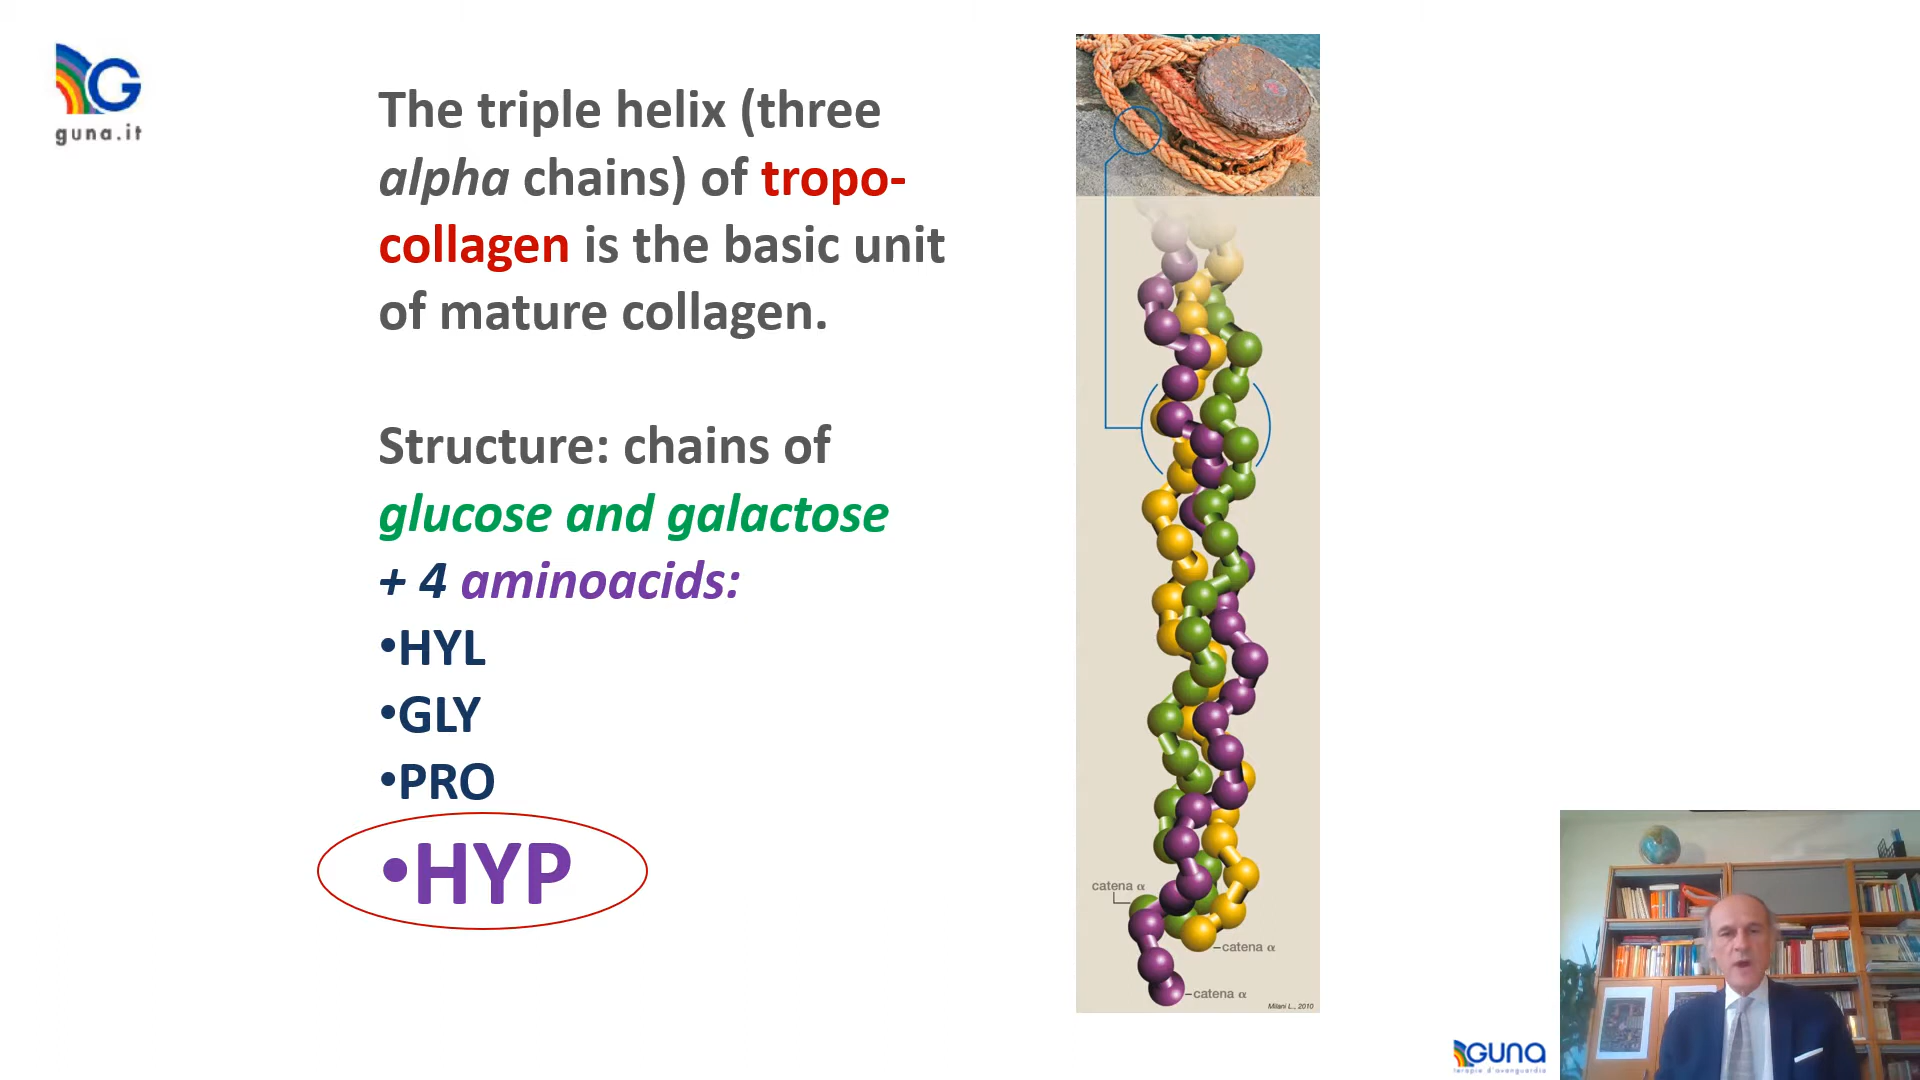 G
guna.it
The triple helix (three
alpha chains) of tropo-
collagen is the basic unit
of mature collagen.
Structure: chains of
glucose and galactose
+ 4 aminoacids:
•HYL
•GLY
•PRO
•HYP
catena α
catena α
catena α
Milani L., 2010
GUNA
terapie d'avanguardia